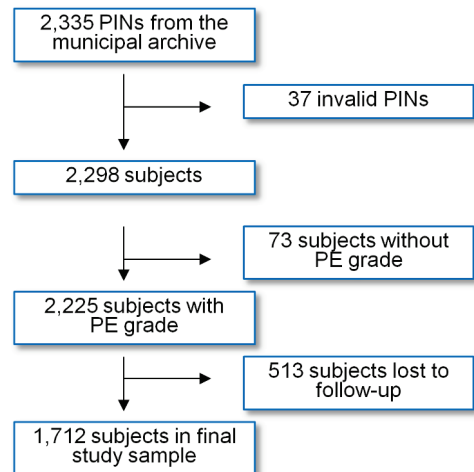 2,335 PINs from the
municipal archive
37 invalid PINs
2,298 subjects
73 subjects without
PE grade
2,225 subjects with
PE grade
513 subjects lost to
follow-up
1,712 subjects in final
study sample